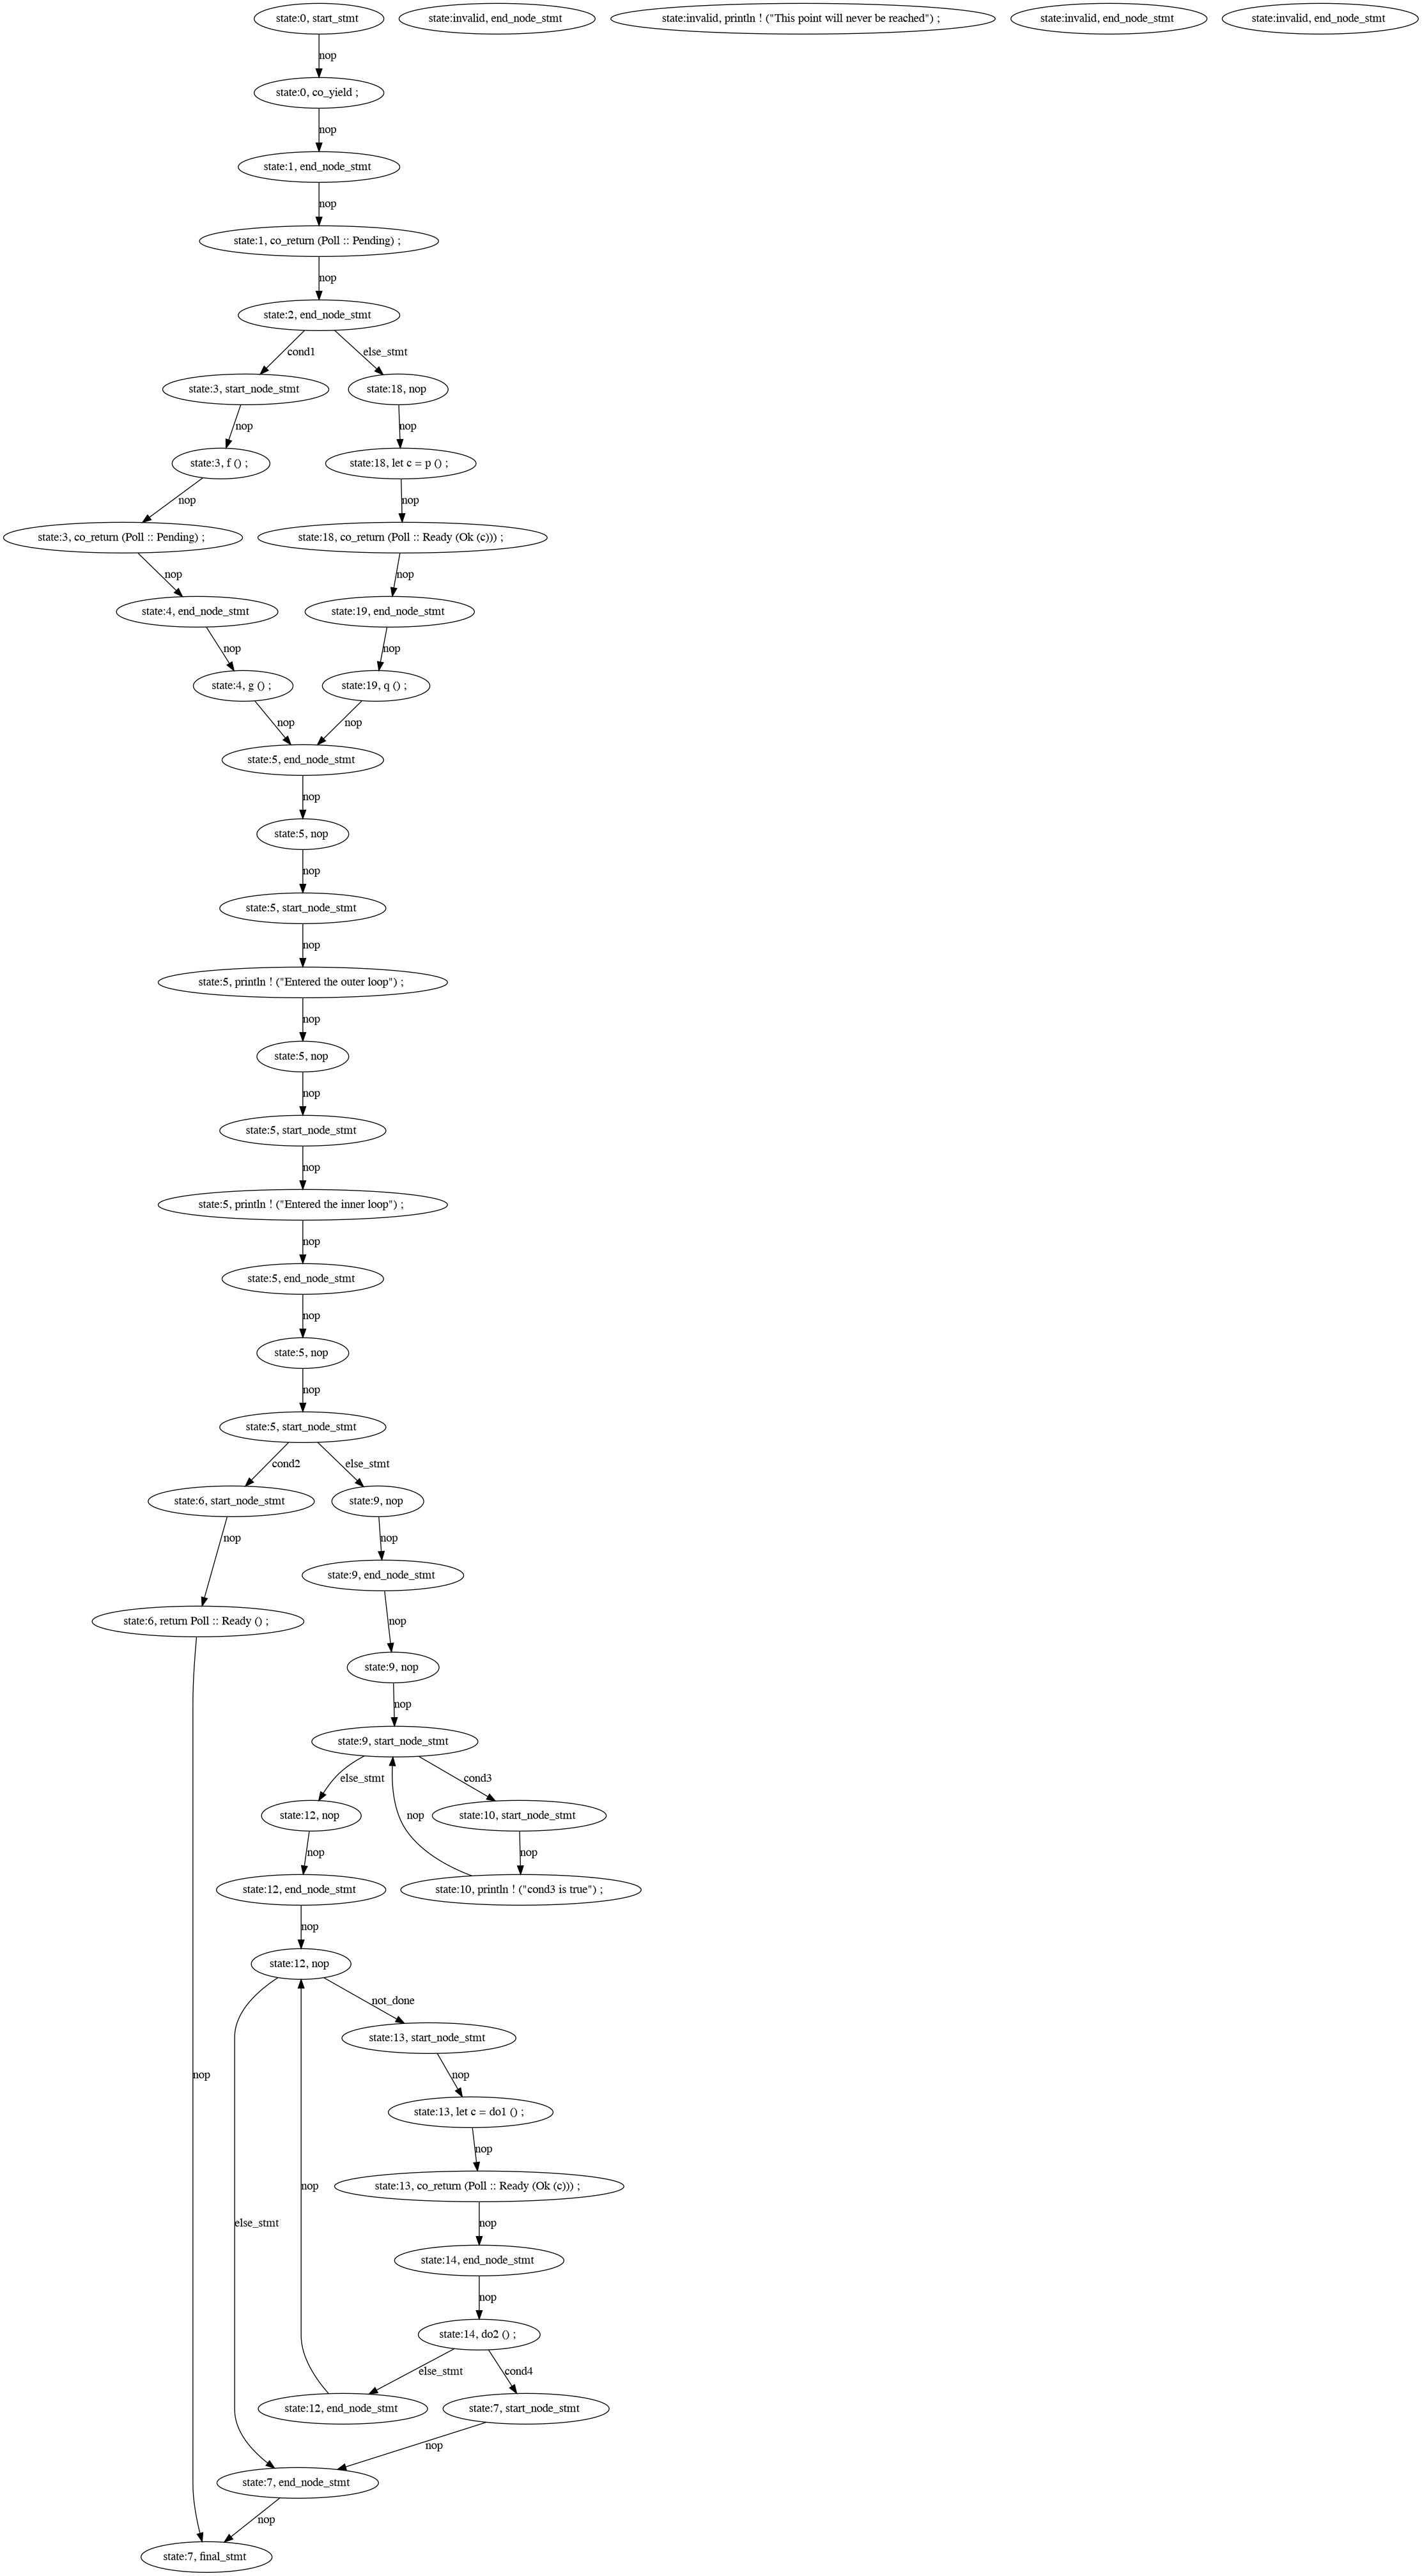 state:0, start_stmt
state:invalid, end_node_stmt
state:invalid, println ! ("This point will never be reached") ;
state:invalid, end_node_stmt
state:invalid, end_node_stmt
nop
state:0, co_yield ;
nop
state:1, end_node_stmt
nop
state:1, co_return (Poll :: Pending) ;
nop
state:2, end_node_stmt
cond1
else_stmt
state:3, start_node_stmt
state:18, nop
nop
nop
state:3, f () ;
state:18, let c = p () ;
nop
nop
state:3, co_return (Poll :: Pending) ;
state:18, co_return (Poll :: Ready (Ok (c))) ;
nop
nop
state:4, end_node_stmt
state:19, end_node_stmt
nop
nop
state:4, g () ;
state:19, q () ;
nop
nop
state:5, end_node_stmt
nop
state:5, nop
nop
state:5, start_node_stmt
nop
state:5, println ! ("Entered the outer loop") ;
nop
state:5, nop
nop
state:5, start_node_stmt
nop
state:5, println ! ("Entered the inner loop") ;
nop
state:5, end_node_stmt
nop
state:5, nop
nop
state:5, start_node_stmt
cond2
else_stmt
state:6, start_node_stmt
state:9, nop
nop
nop
state:9, end_node_stmt
state:6, return Poll :: Ready () ;
nop
state:9, nop
nop
state:9, start_node_stmt
else_stmt
cond3
state:12, nop
nop
state:10, start_node_stmt
nop
nop
state:12, end_node_stmt
state:10, println ! ("cond3 is true") ;
nop
state:12, nop
not_done
state:13, start_node_stmt
nop
nop
state:13, let c = do1 () ;
nop
state:13, co_return (Poll :: Ready (Ok (c))) ;
nop
else_stmt
nop
state:14, end_node_stmt
nop
state:14, do2 () ;
else_stmt
cond4
state:12, end_node_stmt
state:7, start_node_stmt
nop
state:7, end_node_stmt
nop
state:7, final_stmt